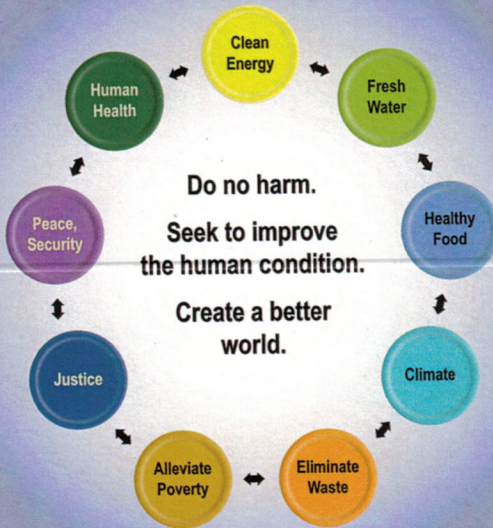 Clean
Energy
Fresh
Water
Healthy
Food
Climate
Eliminate
Waste
Alleviate
Poverty
Justice
Peace,
Security
Human
Health
Do no harm.
Seek to improve
the human condition.
Create a better
world.